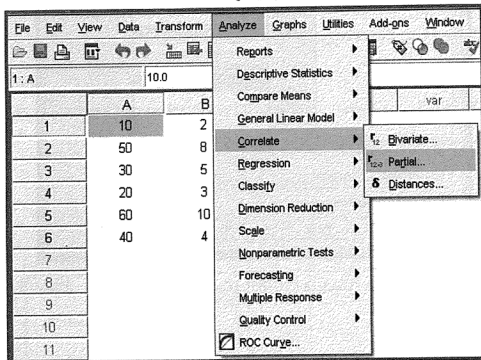 File Edit View Data Transform Analyze Graphs Utilities Add-ons Window
1 : A 10.0
A B var
1 10 2
2 50 8
3 30 5
4 20 3
5 60 10
6 40 4
7
8
9
10
11
Reports
Descriptive Statistics
Compare Means
General Linear Model
Correlate
Regression
Classify
Dimension Reduction
Scale
Nonparametric Tests
Forecasting
Multiple Response
Quality Control
ROC Curve...
r12 Bivariate...
r12.3 Partial...
δ Distances...